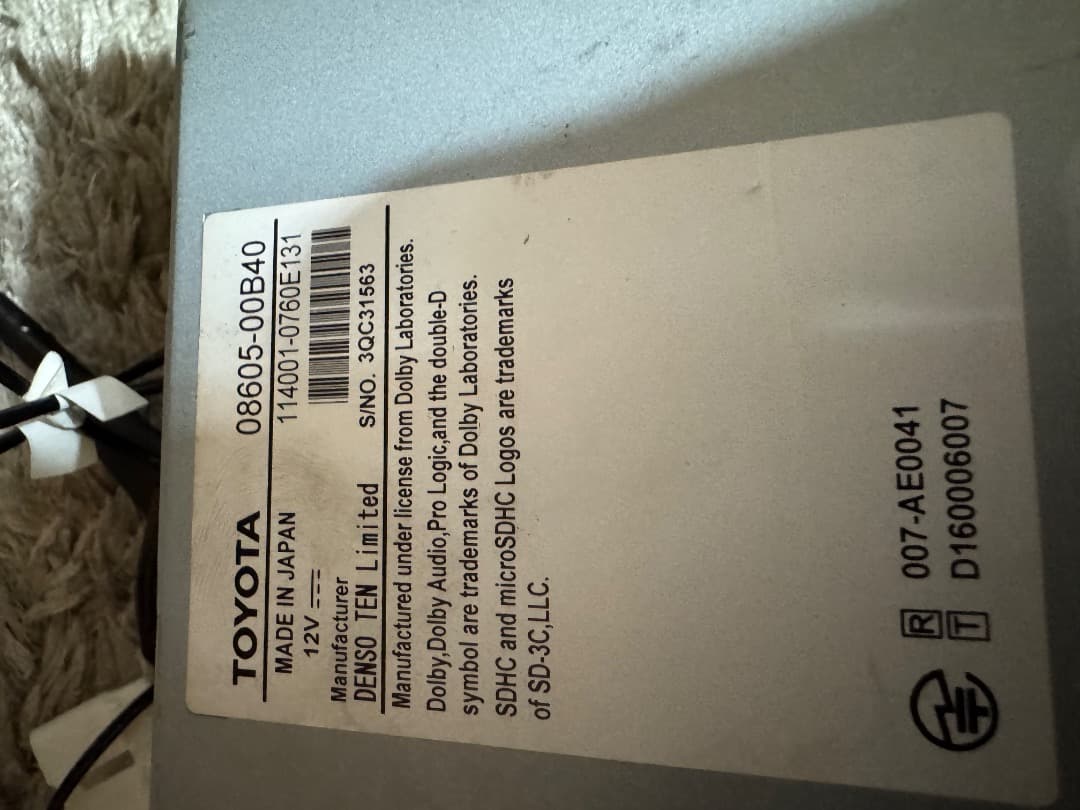 TOYOTA 08605-00B40
MADE IN JAPAN 114001-0760E131
12V
Manufacturer
DENSO TEN Limited S/NO. 3QC31563
Manufactured under license from Dolby Laboratories.
Dolby,Dolby Audio,Pro Logic,and the double-D
symbol are trademarks of Dolby Laboratories.
SDHC and microSDHC Logos are trademarks
of SD-3C,LLC.
R 007-AE0041
T D160006007